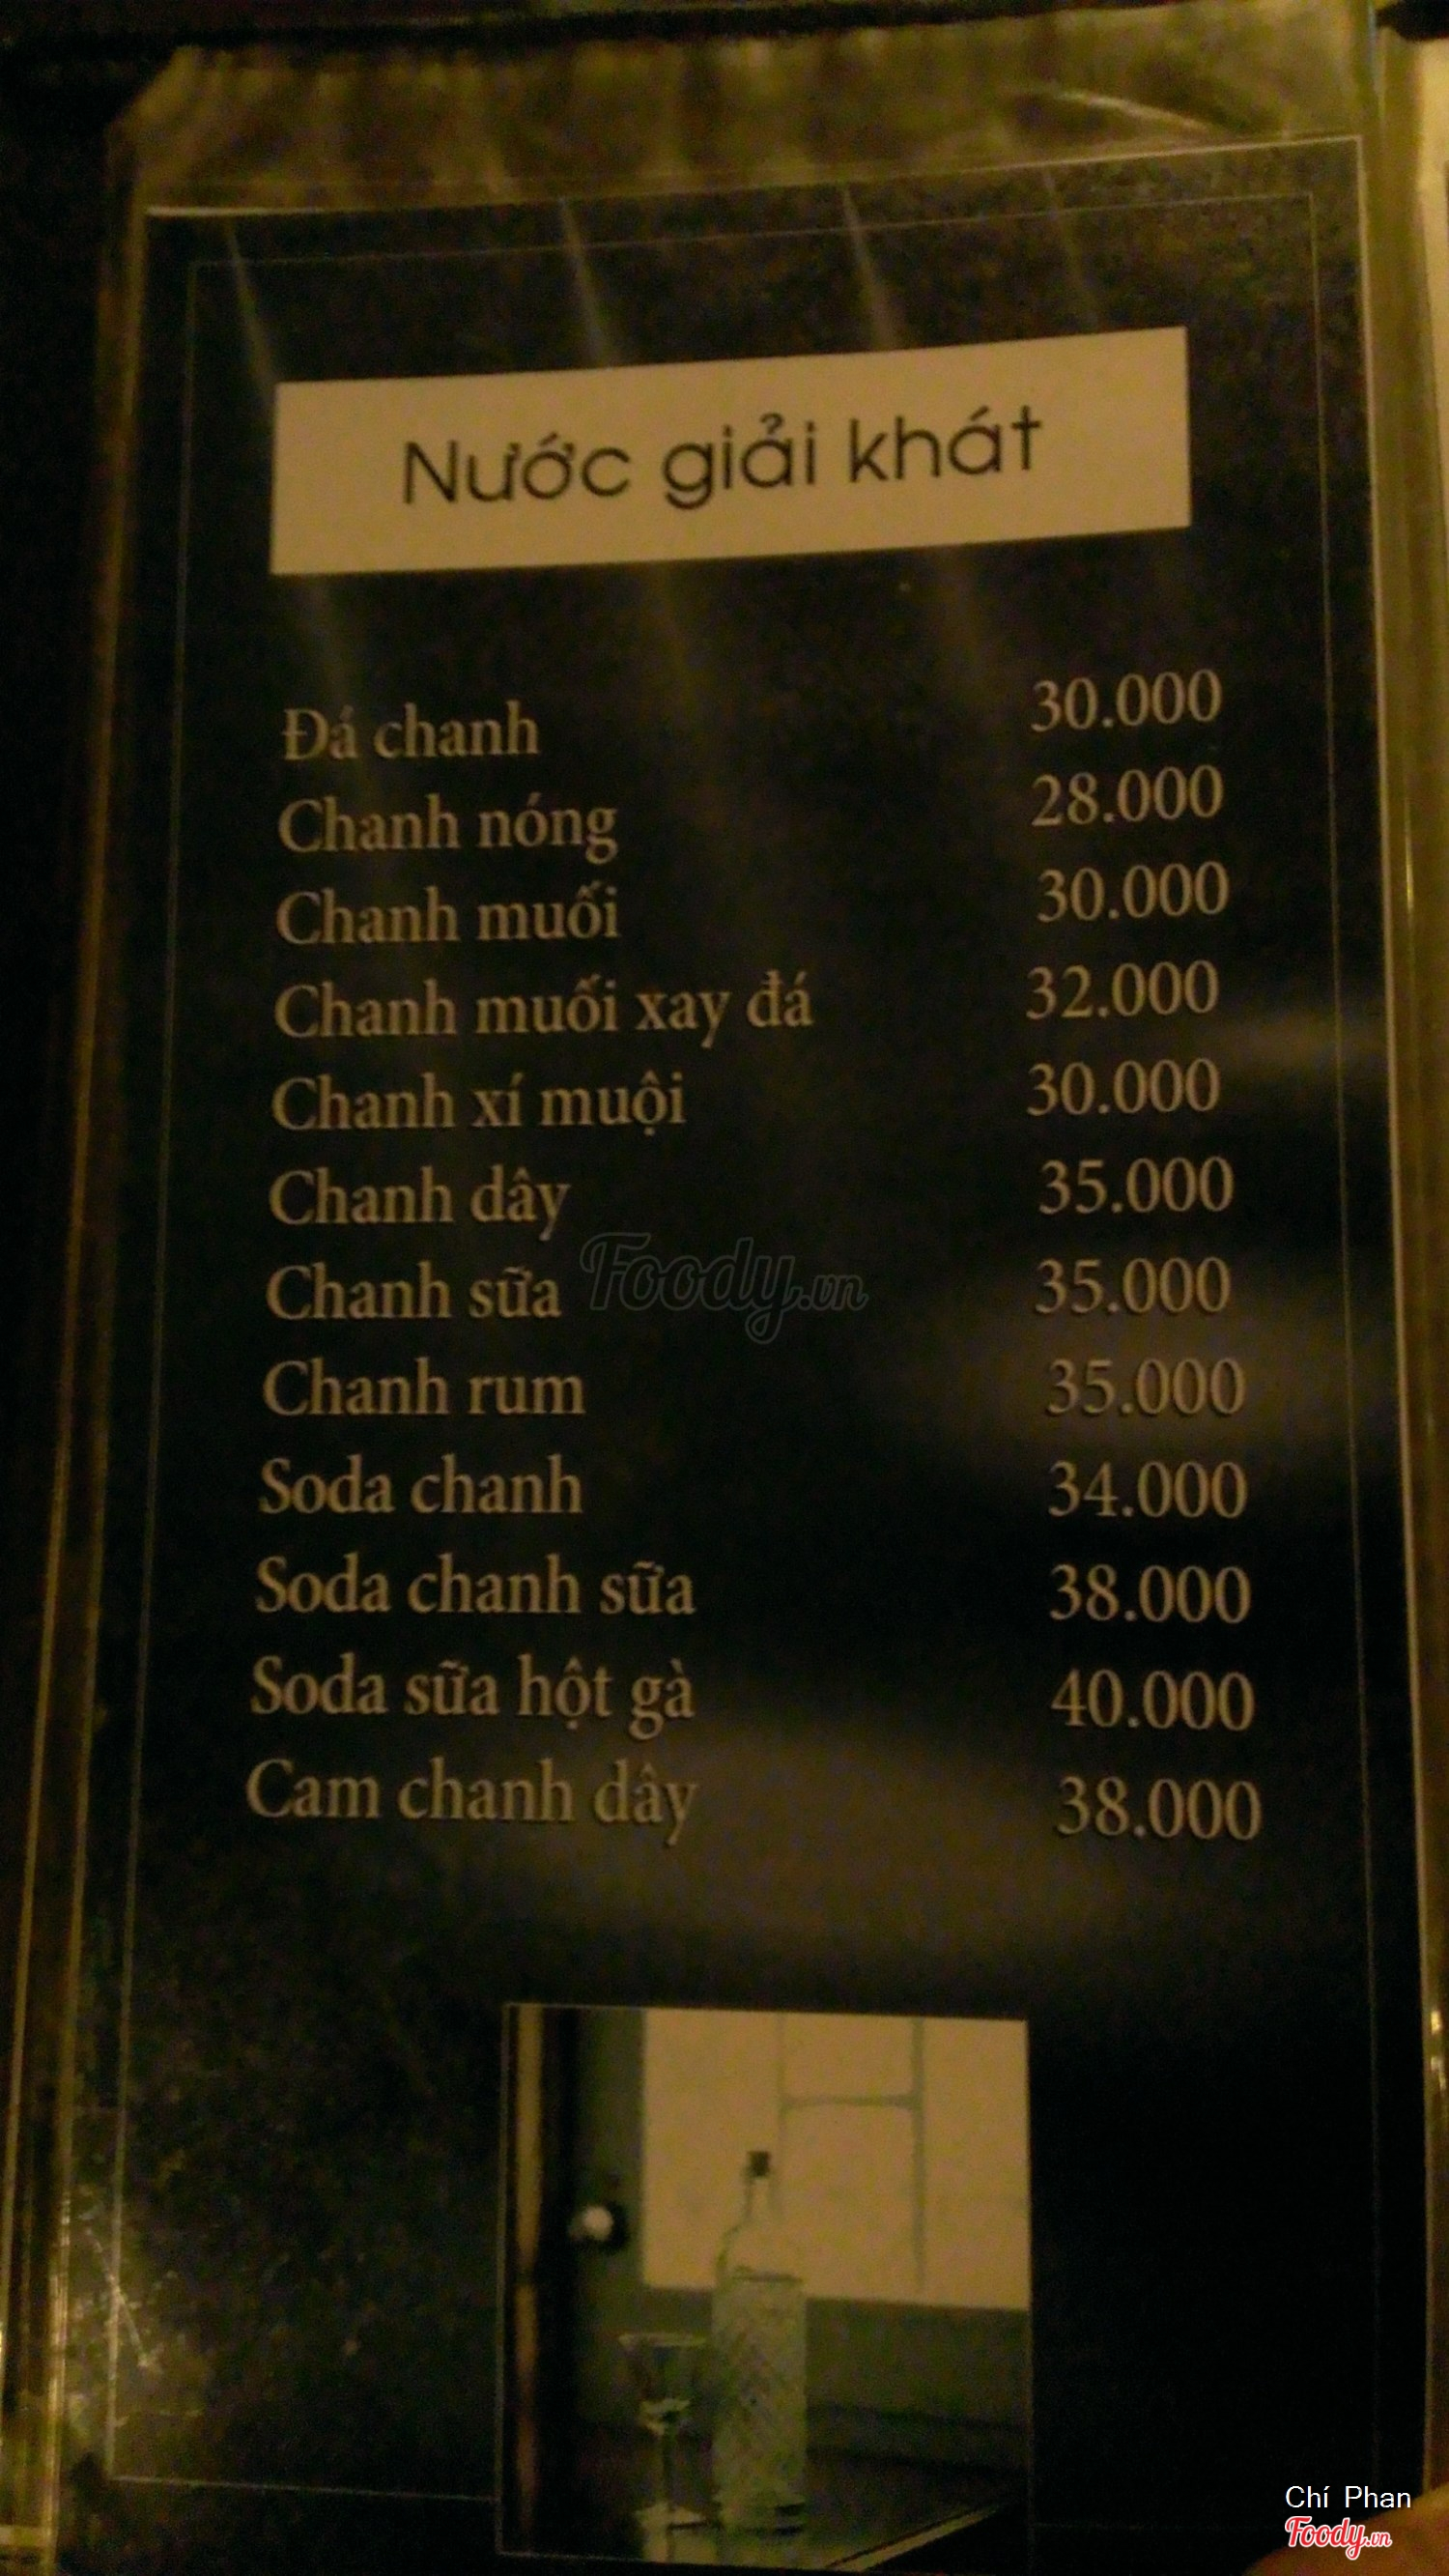 Nước giải khát
Đá chanh 30.000
Chanh nóng 28.000
Chanh muối 30.000
Chanh muối xay đá 32.000
Chanh xí muội 30.000
Chanh dây 35.000
Chanh sữa 35.000
Foody.vn
Chanh rum 35.000
Soda chanh 34.000
Soda chanh sữa 38.000
Soda sữa hột gà 40.000
Cam chanh dây 38.000
Chí Phan
Foody.vn